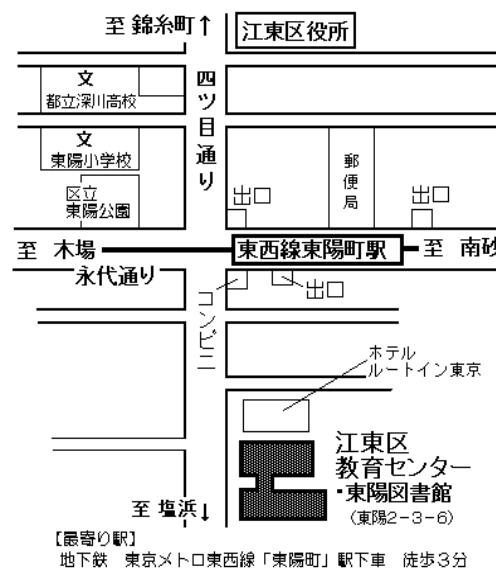 至 錦糸町↑
江東区役所
文
都立深川高校
四ツ目通り
文
東陽小学校
郵便局
区立
東陽公園
出口
出口
至 木場
東西線東陽町駅
至 南砂
永代通り
コンビニ
出口
ホテル
ルートイン東京
江東区
教育センター
・東陽図書館
(東陽2-3-6)
至 塩浜↓
【最寄り駅】
地下鉄 東京メトロ東西線「東陽町」駅下車 徒歩3分